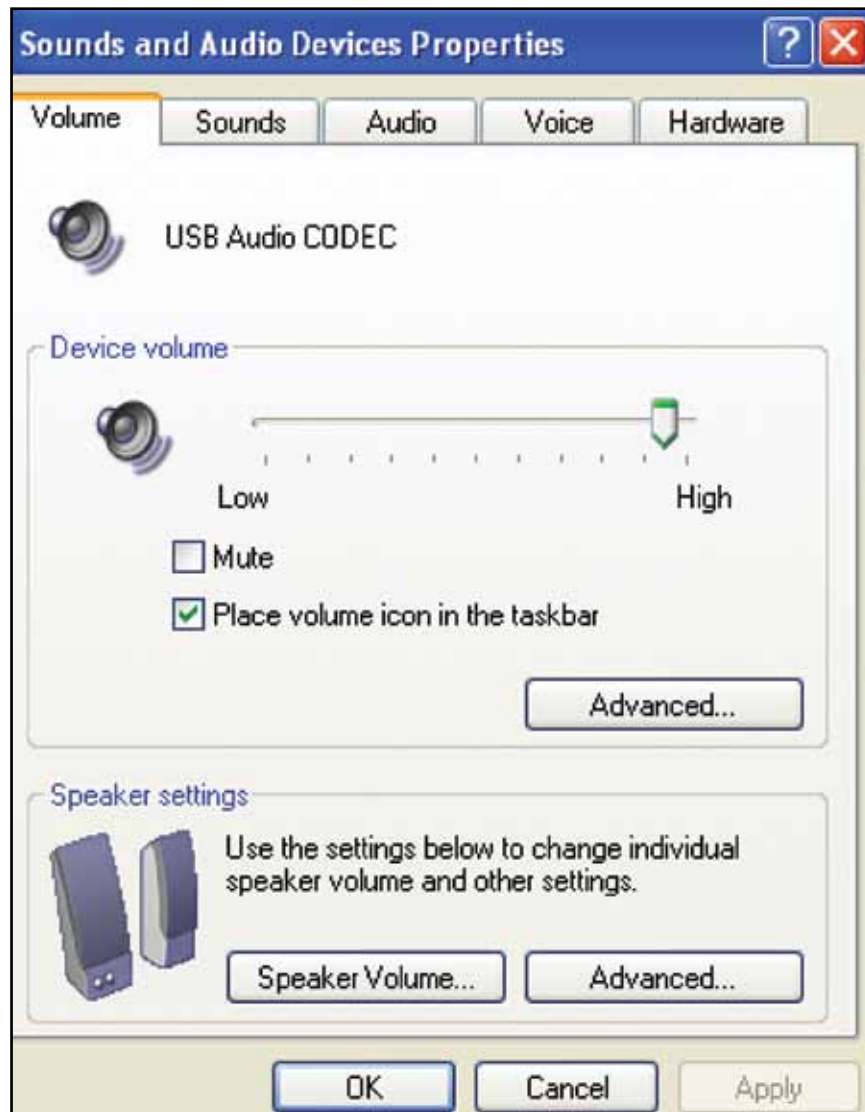 Sounds and Audio Devices Properties
?
Volume
Sounds
Audio
Voice
Hardware
USB Audio CODEC
Device volume
Low
High
Mute
Place volume icon in the taskbar
Advanced...
Speaker settings
Use the settings below to change individual
speaker volume and other settings.
Speaker Volume...
Advanced...
OK
Cancel
Apply